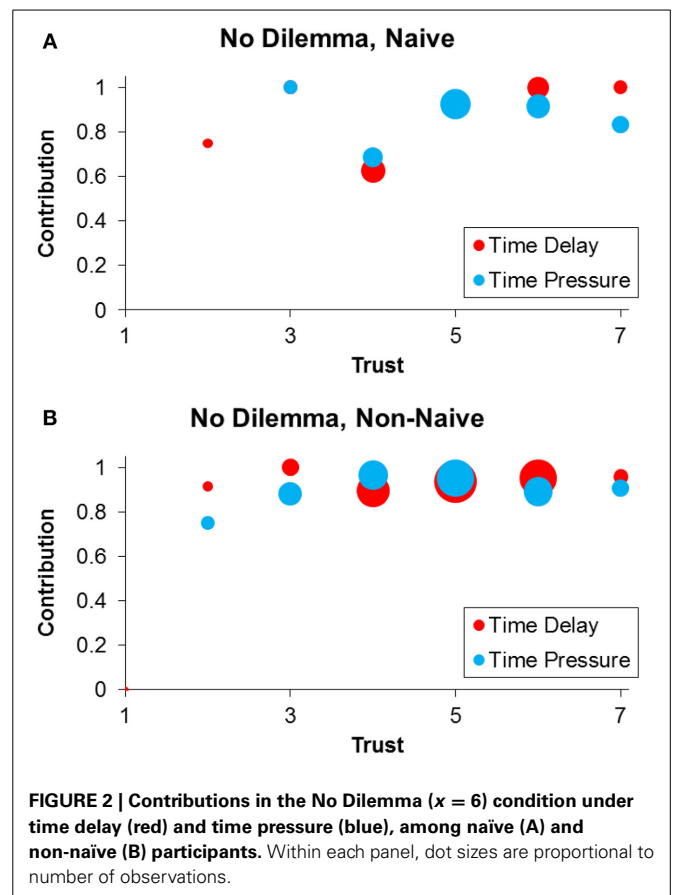 A
No Dilemma, Naive
1
0.8
0.6
0.4
0.2
0
Contribution
Time Delay
Time Pressure
1 3 5 7
Trust
B
No Dilemma, Non-Naive
1
0.8
0.6
0.4
0.2
0
Contribution
Time Delay
Time Pressure
1 3 5 7
Trust
FIGURE 2 | Contributions in the No Dilemma (x = 6) condition under
time delay (red) and time pressure (blue), among naïve (A) and
non-naïve (B) participants. Within each panel, dot sizes are proportional to
number of observations.